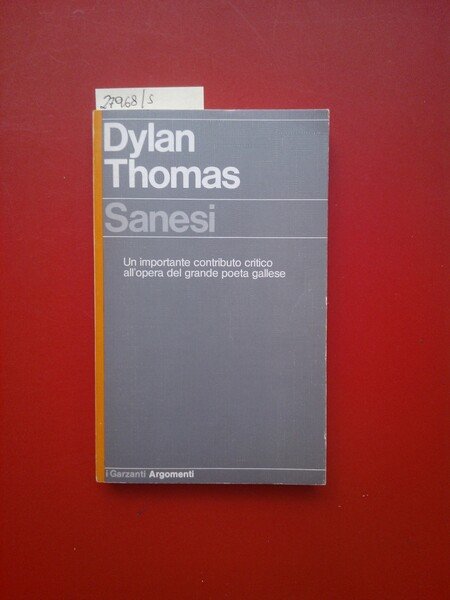 27968/s
Dylan
Thomas
Sanesi
Un importante contributo critico
all'opera del grande poeta gallese
i Garzanti Argomenti